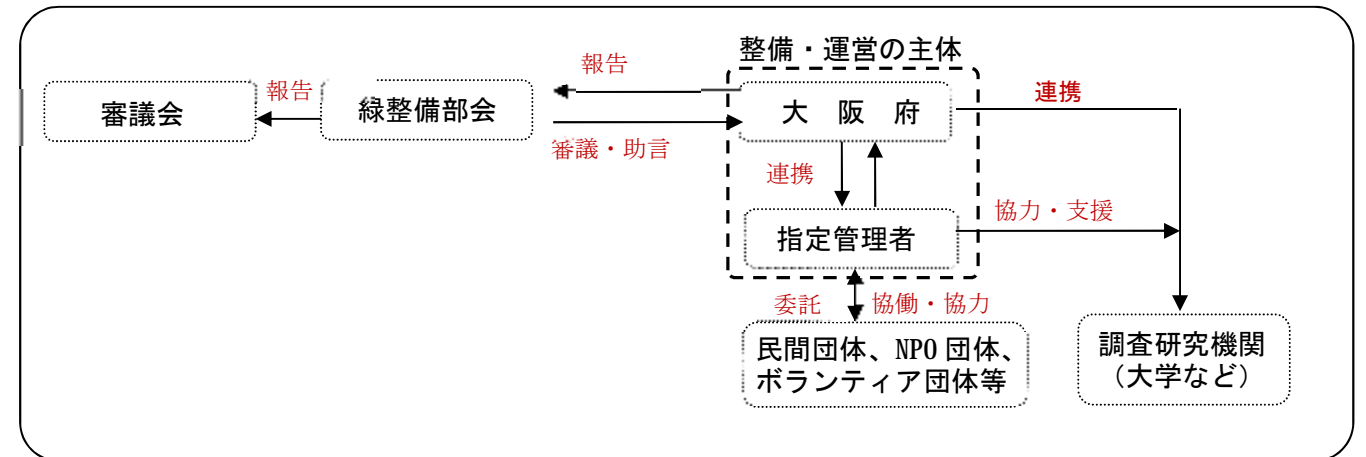 整備・運営の主体
報告
報告
連携
審議会
緑整備部会
大 阪 府
審議・助言
連携
協力・支援
指定管理者
委託
協働・協力
民間団体、NPO 団体、
ボランティア団体等
調査研究機関
（大学など）